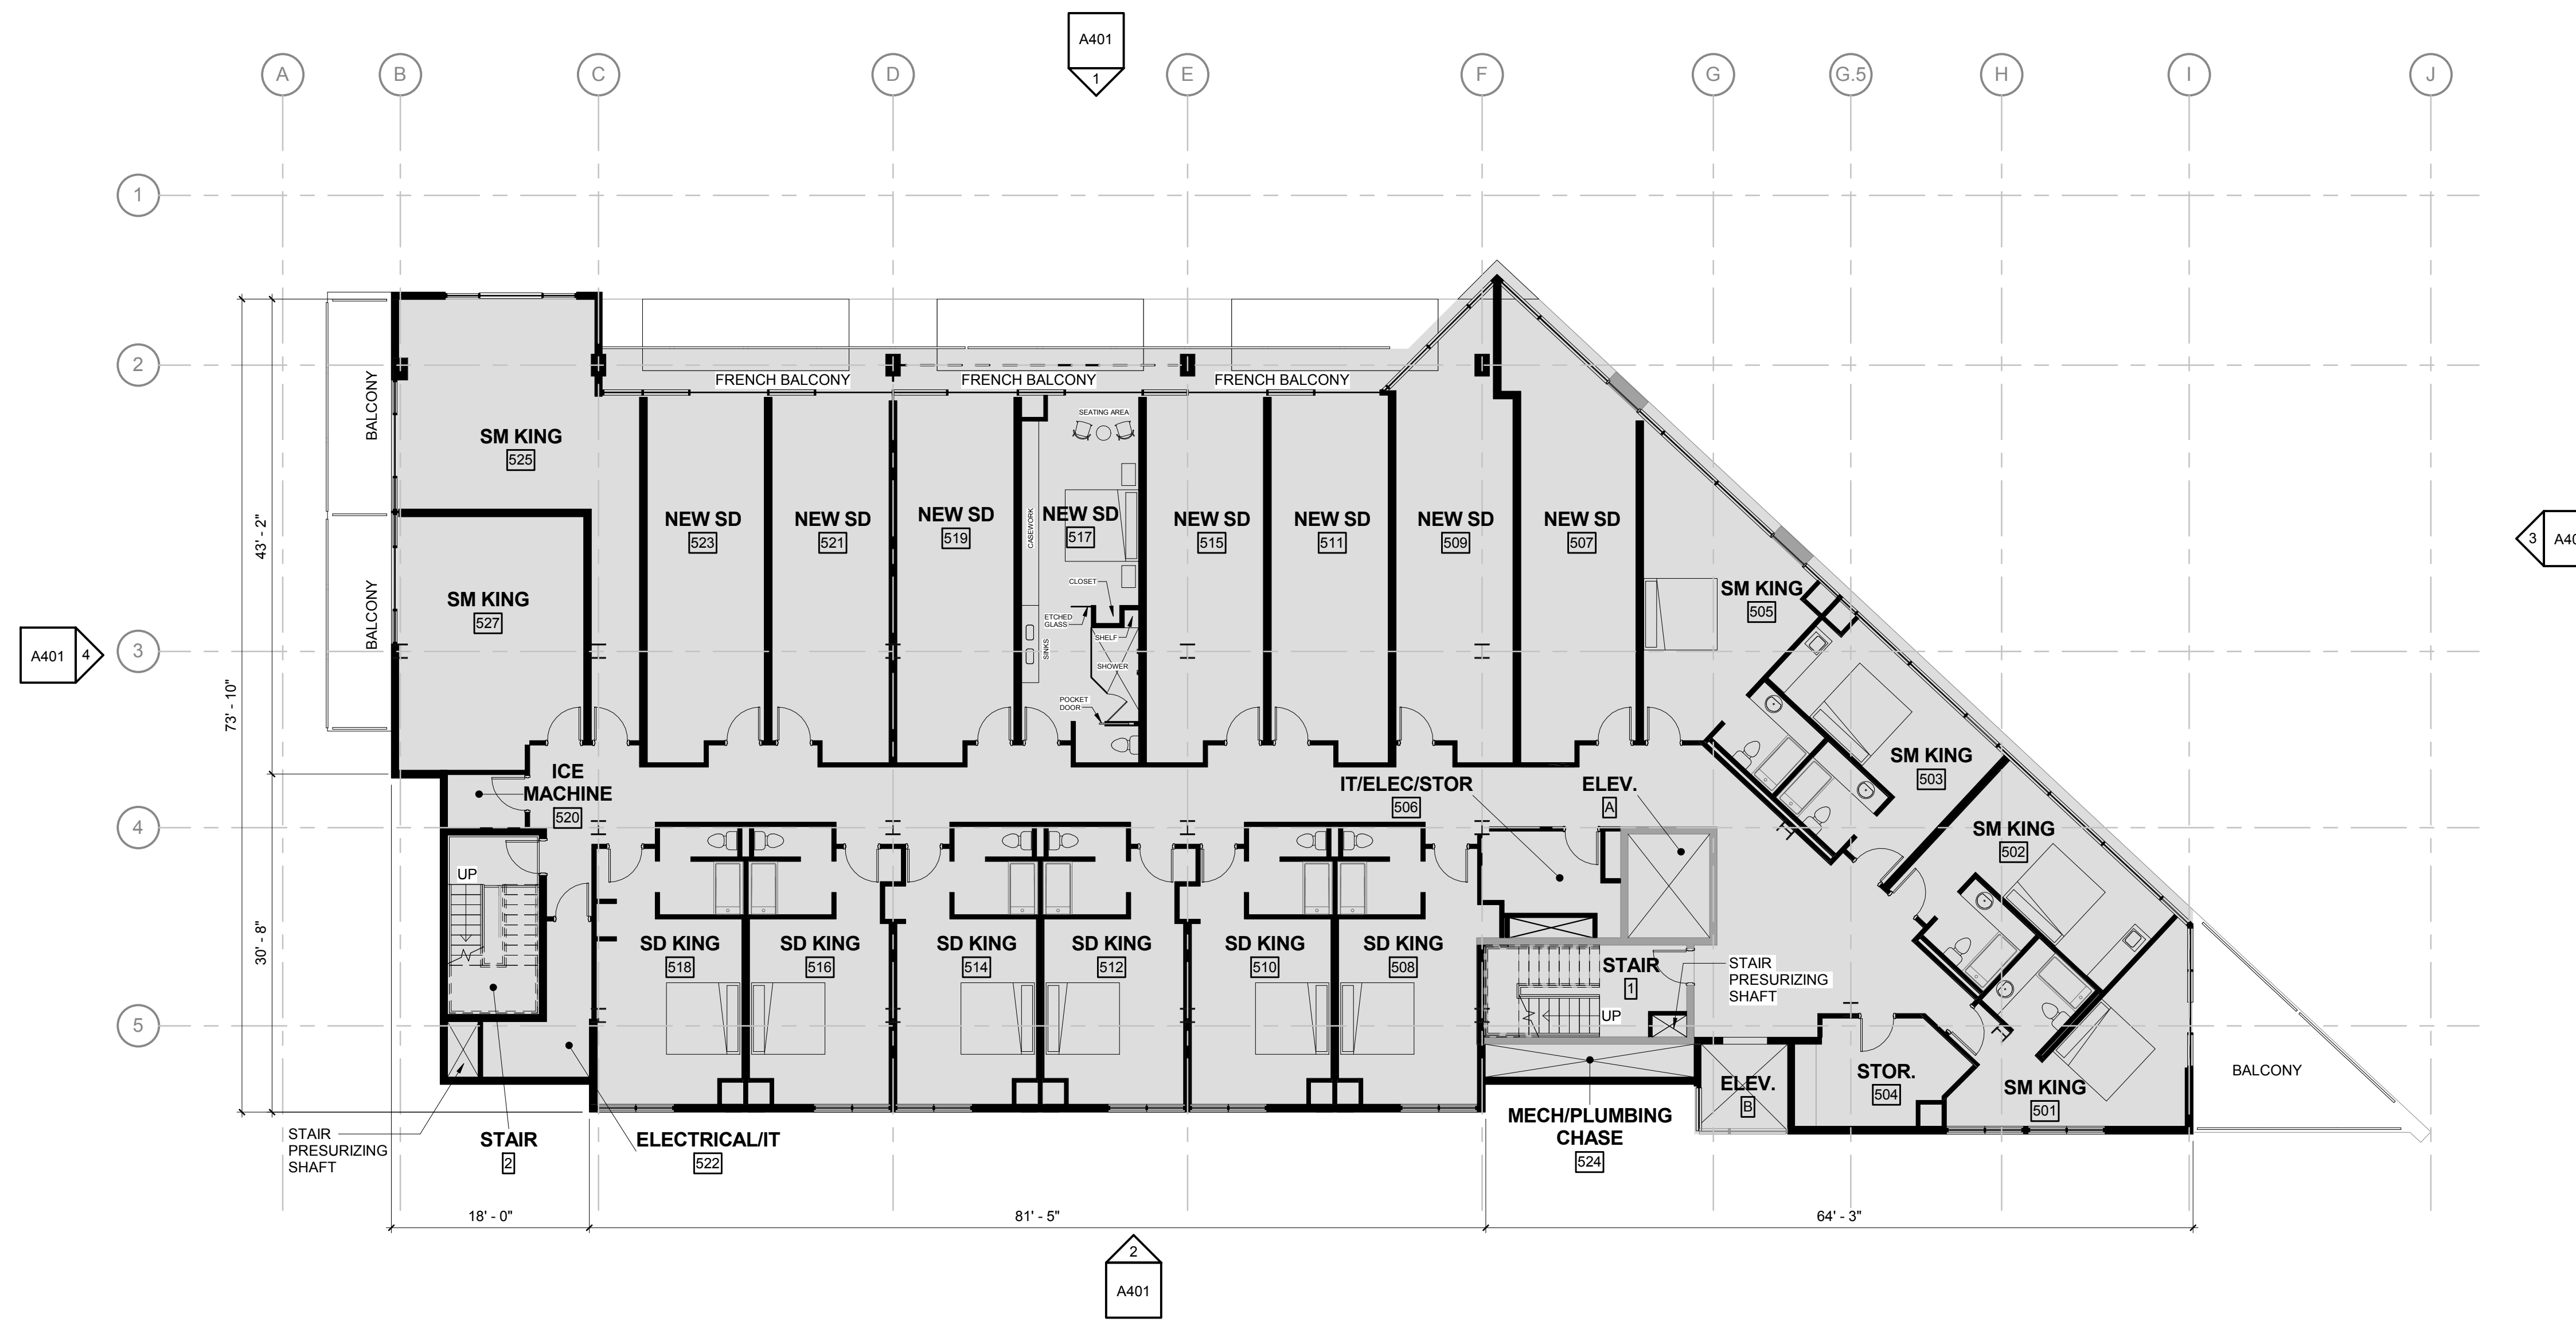 A401
1
A
B
C
D
E
F
G
G.5
H
I
J
1
2
3
4
5
FRENCH BALCONY
FRENCH BALCONY
FRENCH BALCONY
BALCONY
BALCONY
SM KING
525
SM KING
527
NEW SD
523
NEW SD
521
NEW SD
519
SEATING AREA
CASEWORK
NEW SD
517
CLOSET
ETCHED
GLASS
SHELF
SINKS
SHOWER
POCKET
DOOR
NEW SD
515
NEW SD
511
NEW SD
509
NEW SD
507
SM KING
505
SM KING
503
SM KING
502
3
A401
4
43' - 2"
73' - 10"
30' - 8"
ICE
MACHINE
520
IT/ELEC/STOR
506
ELEV.
A
UP
SD KING
518
SD KING
516
SD KING
514
SD KING
512
SD KING
510
SD KING
508
STAIR
1
UP
STAIR
PRESURIZING
SHAFT
ELEV.
B
STOR.
504
SM KING
501
BALCONY
STAIR
PRESURIZING
SHAFT
STAIR
2
ELECTRICAL/IT
522
MECH/PLUMBING
CHASE
524
18' - 0"
81' - 5"
64' - 3"
2
A401